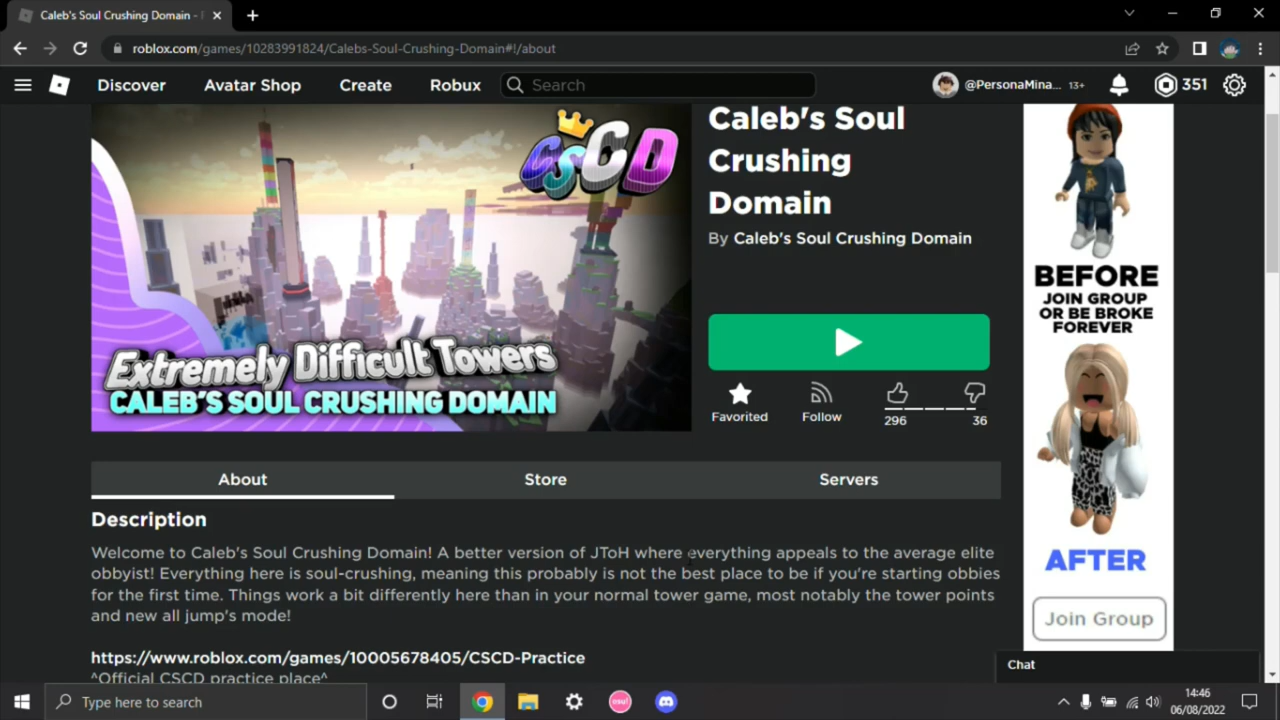 Caleb's Soul Crushing Domain -
roblox.com/games/10283991824/Calebs-Soul-Crushing-Domain#!/about
Discover
Avatar Shop
Create
Robux
Search
@PersonaMina...
13+
351
CSCD
Extremely Difficult Towers
CALEB'S SOUL CRUSHING DOMAIN
Caleb's Soul
Crushing
Domain
By Caleb's Soul Crushing Domain
Favorited
Follow
296
36
BEFORE
JOIN GROUP
OR BE BROKE
FOREVER
AFTER
Join Group
About
Store
Servers
Description
Welcome to Caleb's Soul Crushing Domain! A better version of JToH where everything appeals to the average elite
obbyist! Everything here is soul-crushing, meaning this probably is not the best place to be if you're starting obbies
for the first time. Things work a bit differently here than in your normal tower game, most notably the tower points
and new all jump's mode!
https://www.roblox.com/games/10005678405/CSCD-Practice
^Official CSCD practice place^
Chat
Type here to search
osu!
14:46
06/08/2022